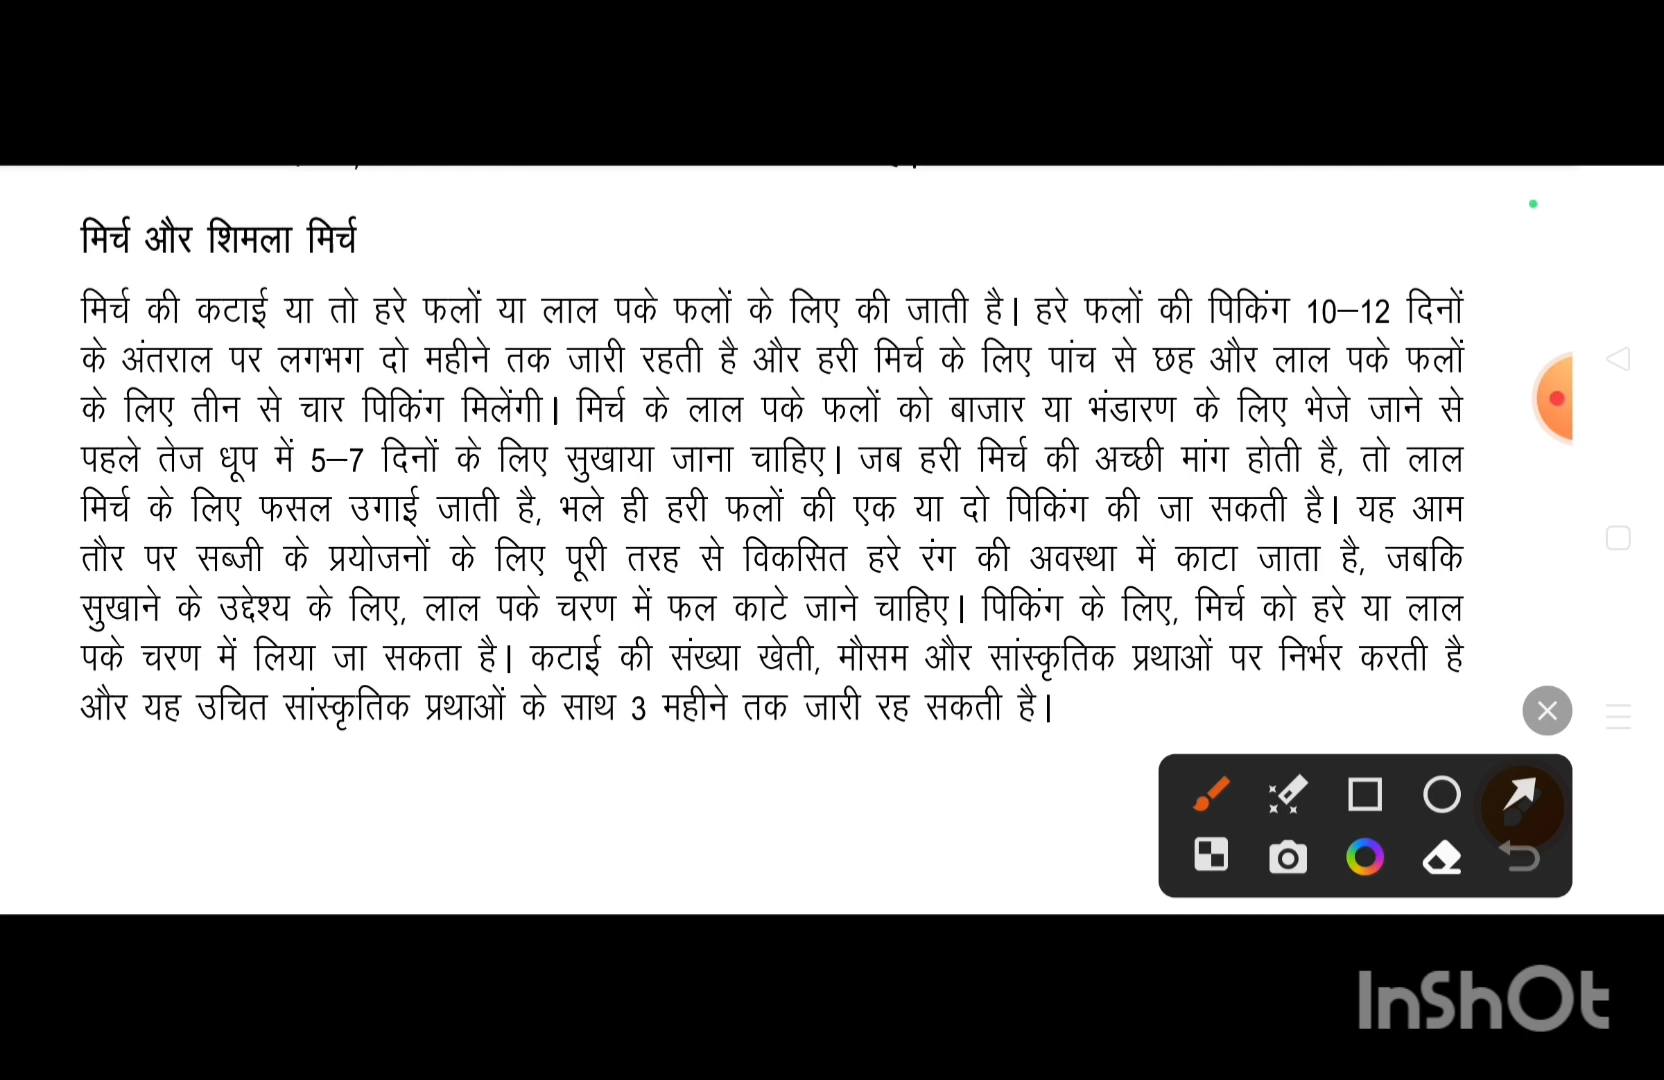 मिर्च और शिमला मिर्च
मिर्च की कटाई या तो हरे फलों या लाल पके फलों के लिए की जाती है। हरे फलों की पिकिंग 10–12 दिनों
के अंतराल पर लगभग दो महीने तक जारी रहती है और हरी मिर्च के लिए पांच से छह और लाल पके फलों
के लिए तीन से चार पिकिंग मिलेंगी। मिर्च के लाल पके फलों को बाजार या भंडारण के लिए भेजे जाने से
पहले तेज धूप में 5–7 दिनों के लिए सुखाया जाना चाहिए। जब हरी मिर्च की अच्छी मांग होती है, तो लाल
मिर्च के लिए फसल उगाई जाती है, भले ही हरी फलों की एक या दो पिकिंग की जा सकती है। यह आम
तौर पर सब्जी के प्रयोजनों के लिए पूरी तरह से विकसित हरे रंग की अवस्था में काटा जाता है, जबकि
सुखाने के उद्देश्य के लिए, लाल पके चरण में फल काटे जाने चाहिए। पिकिंग के लिए, मिर्च को हरे या लाल
पके चरण में लिया जा सकता है। कटाई की संख्या खेती, मौसम और सांस्कृतिक प्रथाओं पर निर्भर करती है
और यह उचित सांस्कृतिक प्रथाओं के साथ 3 महीने तक जारी रह सकती है।
InShOt